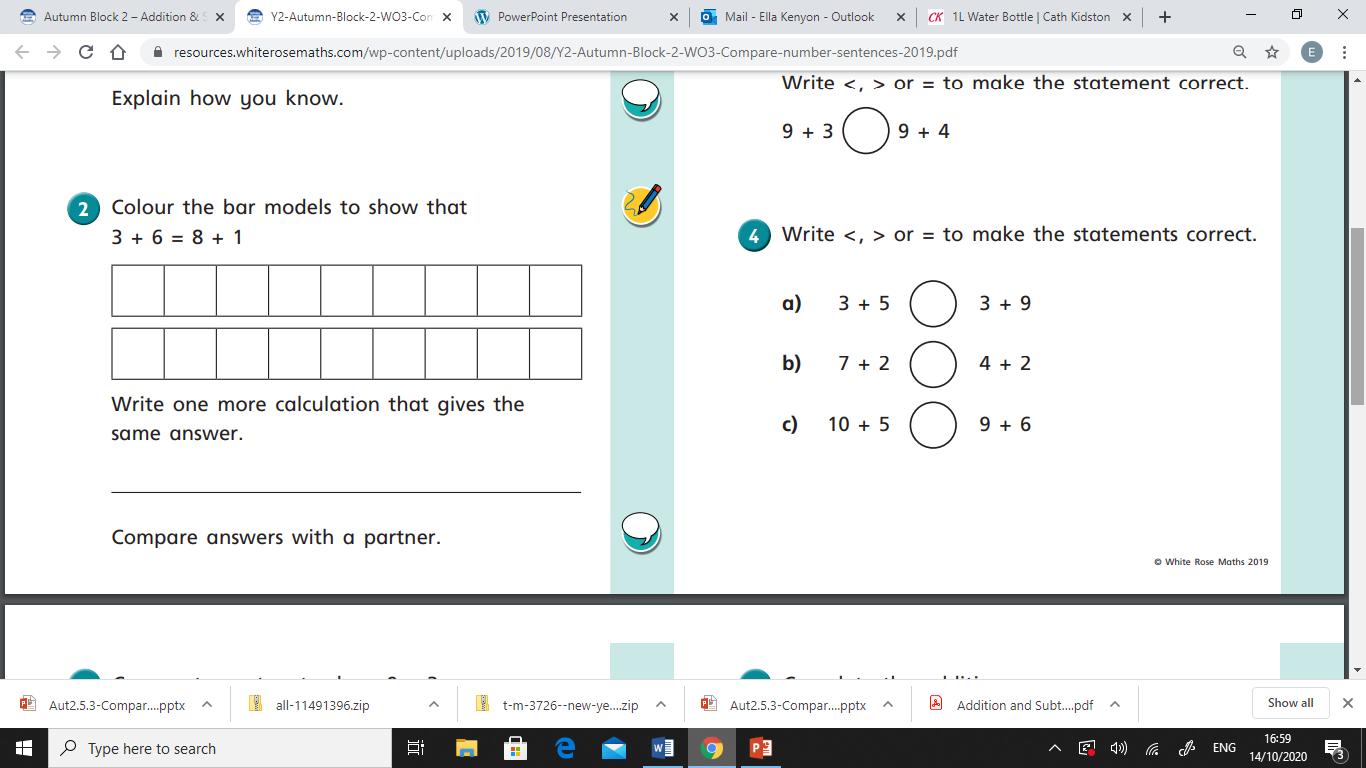 Autumn Block 2 – Addition & S
Y2-Autumn-Block-2-WO3-Con
PowerPoint Presentation
Mail - Ella Kenyon - Outlook
CK
1L Water Bottle | Cath Kidston
resources.whiterosemaths.com/wp-content/uploads/2019/08/Y2-Autumn-Block-2-WO3-Compare-number-sentences-2019.pdf
E
Explain how you know.
2
Colour the bar models to show that
3 + 6 = 8 + 1
Write one more calculation that gives the
same answer.
Compare answers with a partner.
Write <, > or = to make the statement correct.
9 + 3
9 + 4
4
Write <, > or = to make the statements correct.
a) 3 + 5 3 + 9
b) 7 + 2 4 + 2
c) 10 + 5 9 + 6
© White Rose Maths 2019
Aut2.5.3-Compar....pptx
all-11491396.zip
t-m-3726--new-ye....zip
Aut2.5.3-Compar....pptx
Addition and Subt....pdf
Show all
Type here to search
ENG
16:59
14/10/2020
3